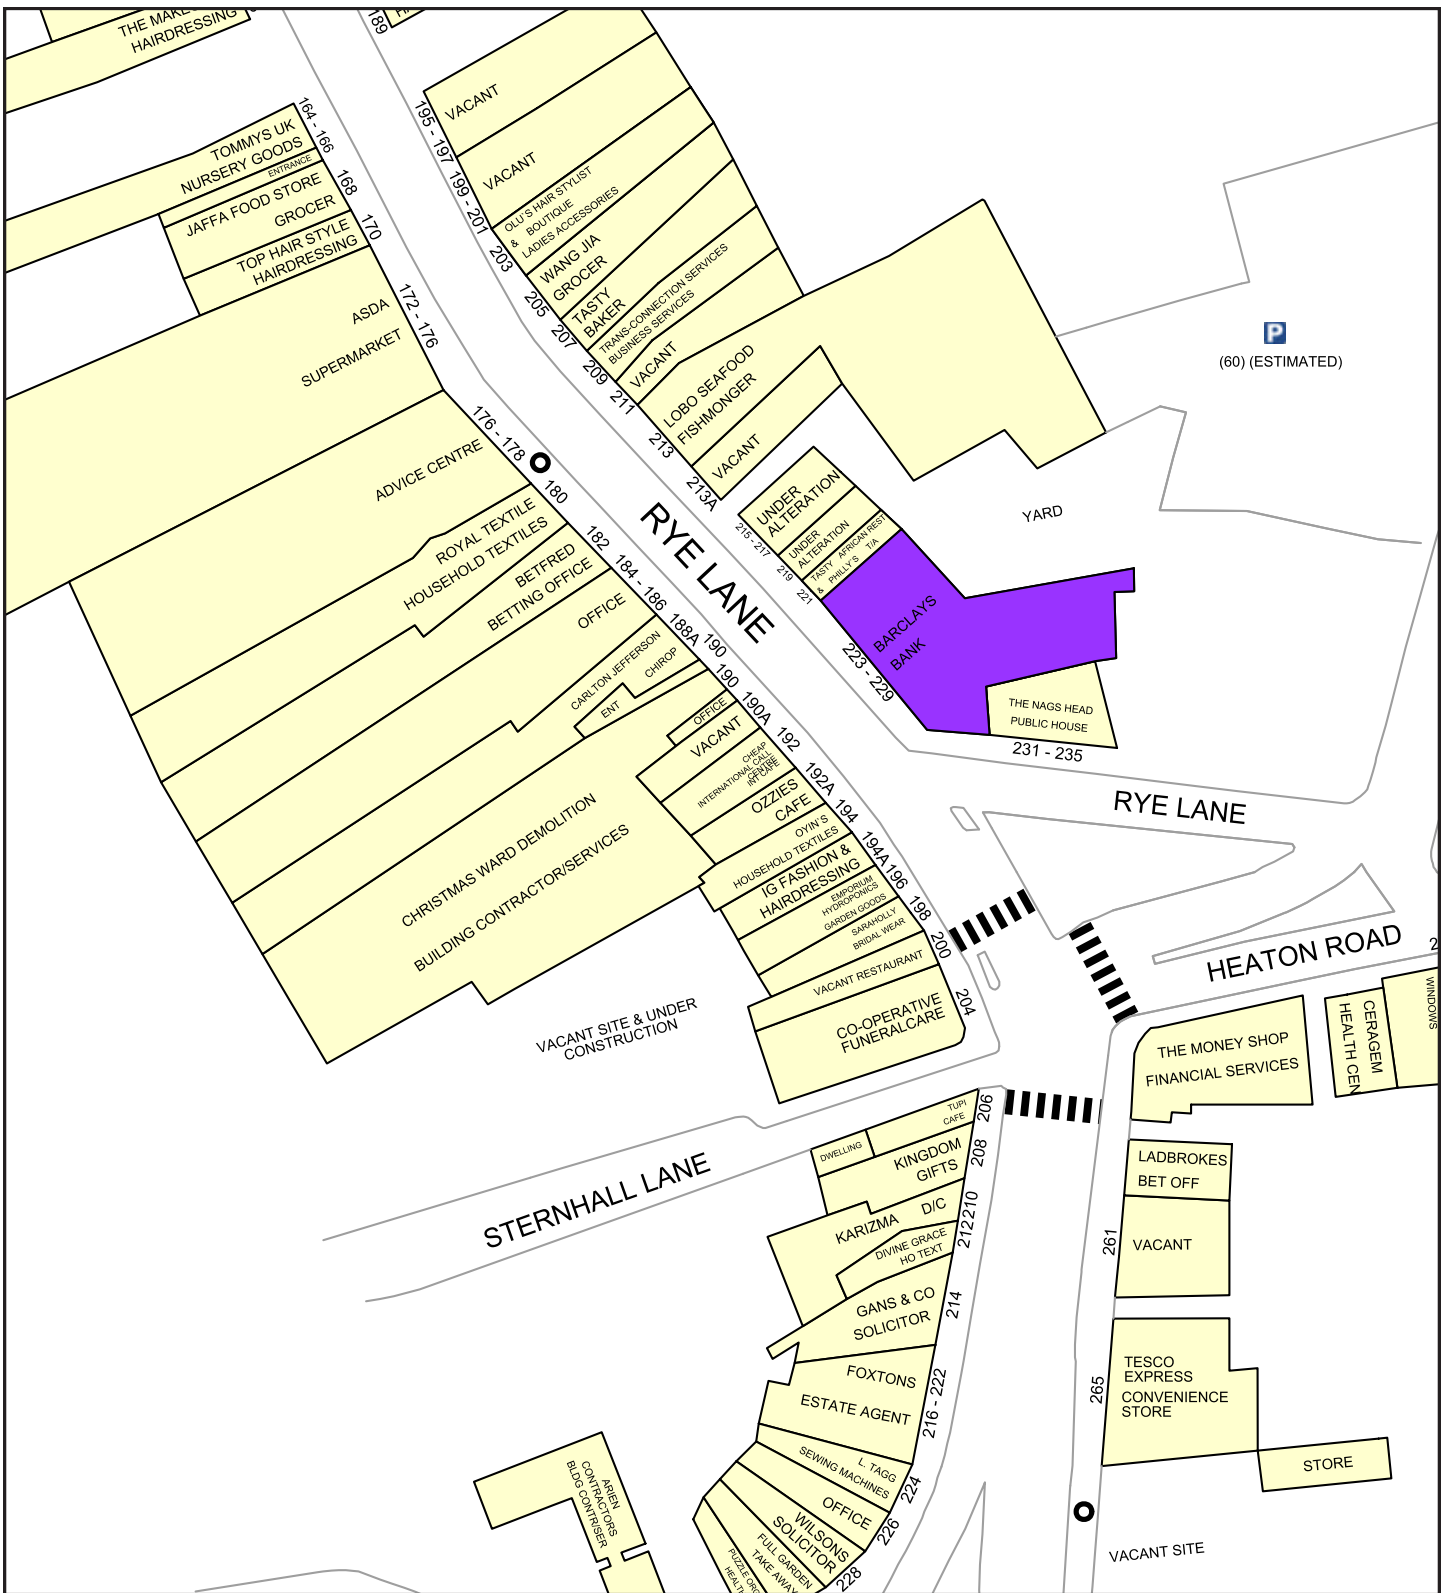 HAIRDRESSING
189
VACANT
195 - 197
VACANT
199 - 201
OLU'S HAIR STYLIST
& BOUTIQUE
LADIES ACCESSORIES
203
WANG JIA
GROCER
205
TASTY
BAKER
207
TRANS-CONNECTION SERVICES
BUSINESS SERVICES
209
VACANT
211
LOBO SEAFOOD
FISHMONGER
213
VACANT
213A
164 - 166
TOMMYS UK
NURSERY GOODS
ENTRANCE
168
JAFFA FOOD STORE
GROCER
170
TOP HAIR STYLE
HAIRDRESSING
172 - 176
ASDA
SUPERMARKET
176 - 178
ADVICE CENTRE
180
ROYAL TEXTILE
HOUSEHOLD TEXTILES
182
BETFRED
BETTING OFFICE
184 - 186
OFFICE
188A
CARLTON JEFFERSON
CHIROP
190
ENT
190
OFFICE
190A
VACANT
192
CHEAP
INTERNATIONAL CALL
CENTRE
INT CAFE
192A
OZZIES
CAFE
194
OYIN'S
HOUSEHOLD TEXTILES
194A
IG FASHION &
HAIRDRESSING
196
EMPORIUM
HYDROPONICS
GARDEN GOODS
198
SARAHOLLY
BRIDAL WEAR
200
VACANT RESTAURANT
204
CO-OPERATIVE
FUNERALCARE
CHRISTMAS WARD DEMOLITION
BUILDING CONTRACTOR/SERVICES
VACANT SITE & UNDER
CONSTRUCTION
RYE LANE
P
(60) (ESTIMATED)
YARD
UNDER
ALTERATION
215 - 217
UNDER
ALTERATION
219
TASTY AFRICAN REST
& PHILLY'S T/A
221
BARCLAYS
BANK
223 - 229
THE NAGS HEAD
PUBLIC HOUSE
231 - 235
RYE LANE
HEATON ROAD
2
WINDOWS
CERAGEM
HEALTH CEN
THE MONEY SHOP
FINANCIAL SERVICES
LADBROKES
BET OFF
261
VACANT
265
TESCO
EXPRESS
CONVENIENCE
STORE
STORE
VACANT SITE
STERNHALL LANE
206
TUPI
CAFE
DWELLING
208
KINGDOM
GIFTS
210
KARIZMA D/C
212
DIVINE GRACE
HO TEXT
214
GANS & CO
SOLICITOR
216 - 222
FOXTONS
ESTATE AGENT
224
L. TAGG
SEWING MACHINES
226
OFFICE
228
WILSONS
SOLICITOR
FULL GARDEN
TAKE AWAY
ARIEN
CONTRACTORS
BLDG CONTR/SER